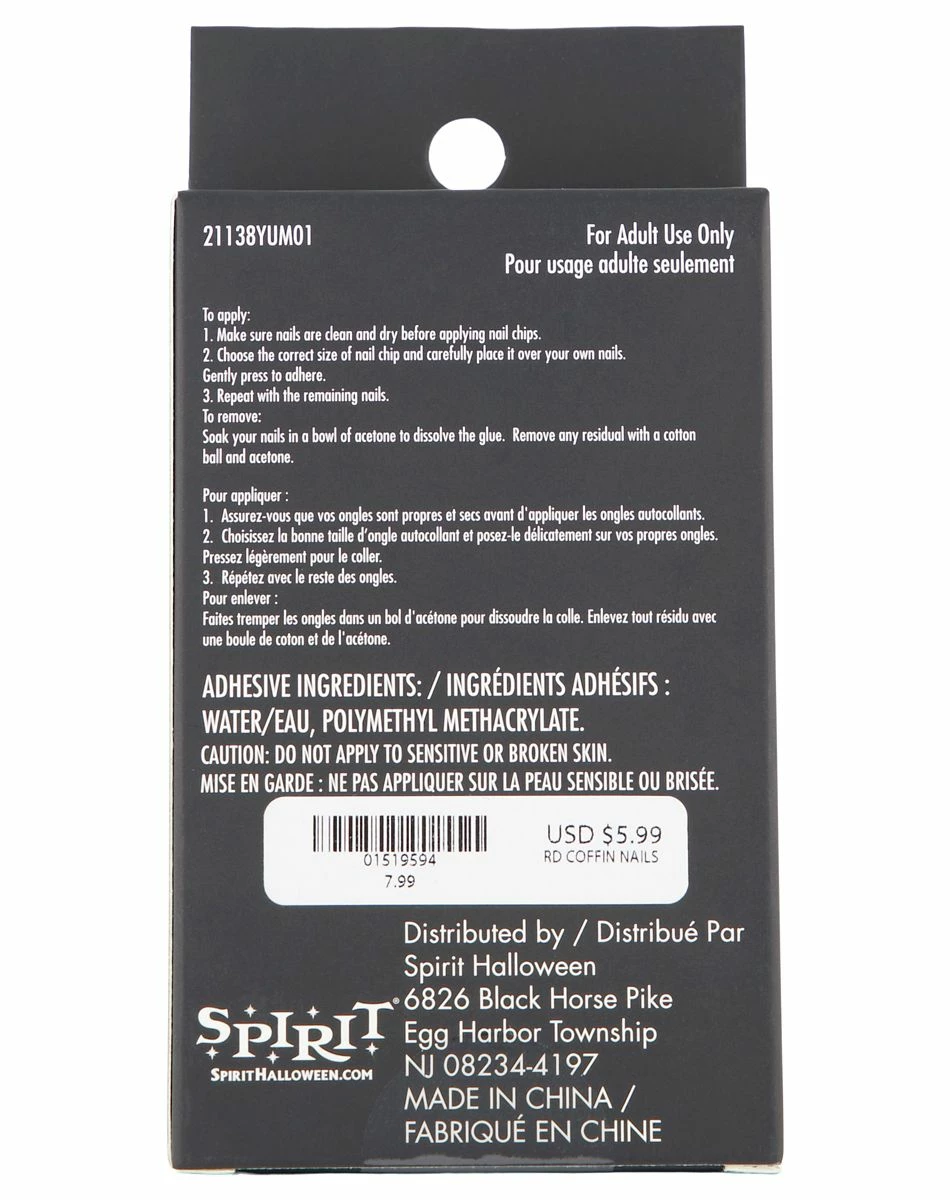 21138YUM01
For Adult Use Only
Pour usage adulte seulement
To apply:
1. Make sure nails are clean and dry before applying nail chips.
2. Choose the correct size of nail chip and carefully place it over your own nails.
Gently press to adhere.
3. Repeat with the remaining nails.
To remove:
Soak your nails in a bowl of acetone to dissolve the glue. Remove any residual with a cotton
ball and acetone.
Pour appliquer :
1. Assurez-vous que vos ongles sont propres et secs avant d'appliquer les ongles autocollants.
2. Choisissez la bonne taille d'ongle autocollant et posez-le délicatement sur vos propres ongles.
Pressez légèrement pour le coller.
3. Répétez avec le reste des ongles.
Pour enlever :
Faites tremper les ongles dans un bol d'acétone pour dissoudre la colle. Enlevez tout résidu avec
une boule de coton et de l'acétone.
ADHESIVE INGREDIENTS: / INGRÉDIENTS ADHÉSIFS :
WATER/EAU, POLYMETHYL METHACRYLATE.
CAUTION: DO NOT APPLY TO SENSITIVE OR BROKEN SKIN.
MISE EN GARDE : NE PAS APPLIQUER SUR LA PEAU SENSIBLE OU BRISÉE.
01519594
7.99
USD $5.99
RD COFFIN NAILS
Distributed by / Distribué Par
Spirit Halloween
6826 Black Horse Pike
Egg Harbor Township
NJ 08234-4197
MADE IN CHINA /
FABRIQUÉ EN CHINE
SPIRIT®
SPIRITHALLOWEEN.COM